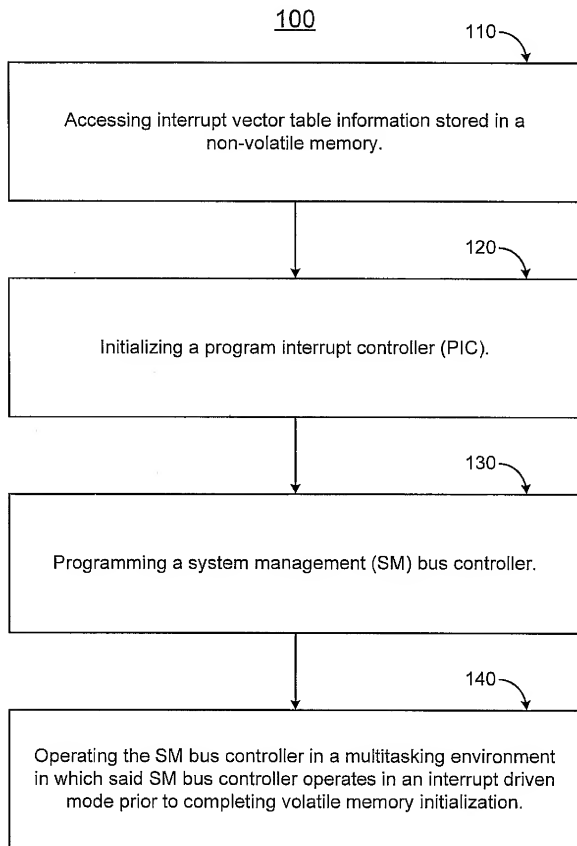 100
110
Accessing interrupt vector table information stored in a
non-volatile memory.
120
Initializing a program interrupt controller (PIC).
130
Programming a system management (SM) bus controller.
140
Operating the SM bus controller in a multitasking environment
in which said SM bus controller operates in an interrupt driven
mode prior to completing volatile memory initialization.